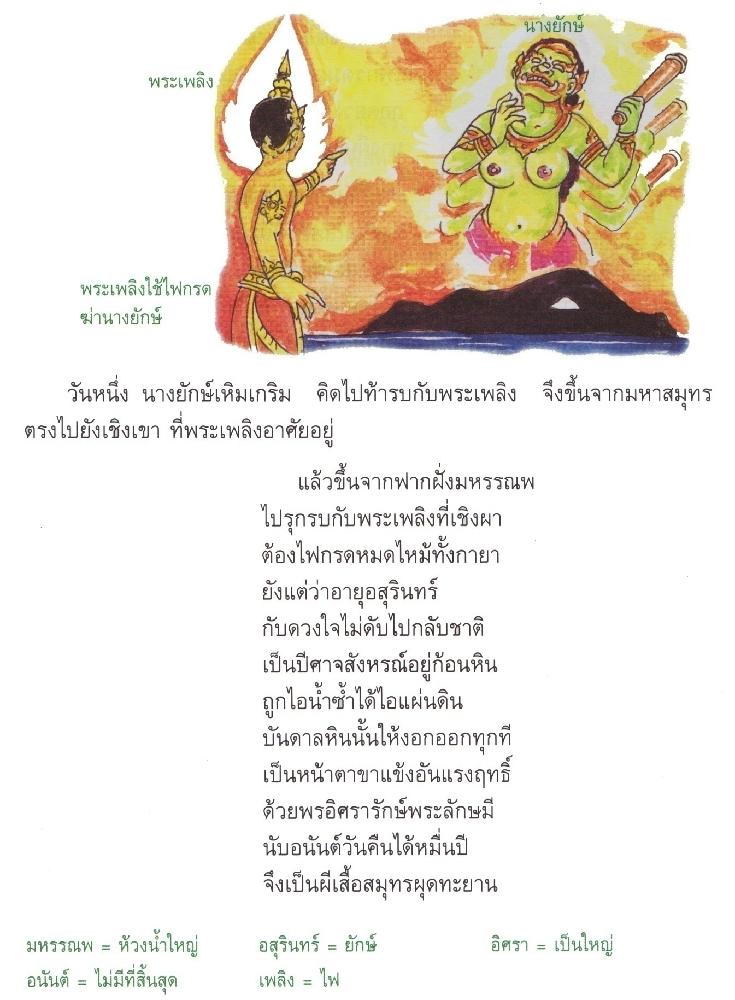 นางยักษ์
พระเพลิง
พระเพลิงใช้ไฟกรด
ฆ่านางยักษ์
วันหนึ่ง นางยักษ์เหิมเกริม คิดไปท้ารบกับพระเพลิง จึงขึ้นจากมหาสมุทร
ตรงไปยังเชิงเขา ที่พระเพลิงอาศัยอยู่
แล้วขึ้นจากฟากฝั่งมหรรณพ
ไปรุกรบกับพระเพลิงที่เชิงผา
ต้องไฟกรดหมดไหม้ทั้งกายา
ยังแต่ว่าอายุอสุรินทร์
กับดวงใจไม่ดับไปกลับชาติ
เป็นปีศาจสังหรณ์อยู่ก้อนหิน
ถูกไอน้ำซ้ำได้ไอแผ่นดิน
บันดาลหินนั้นให้งอกออกทุกที
เป็นหน้าตาขาแข้งอันแรงฤทธิ์
ด้วยพรอิศรารักษ์พระลักษมี
นับอนันต์วันคืนได้หมื่นปี
จึงเป็นผีเสื้อสมุทรผุดทะยาน
มหรรณพ = ห้วงน้ำใหญ่ อสุรินทร์ = ยักษ์ อิศรา = เป็นใหญ่
อนันต์ = ไม่มีที่สิ้นสุด เพลิง = ไฟ